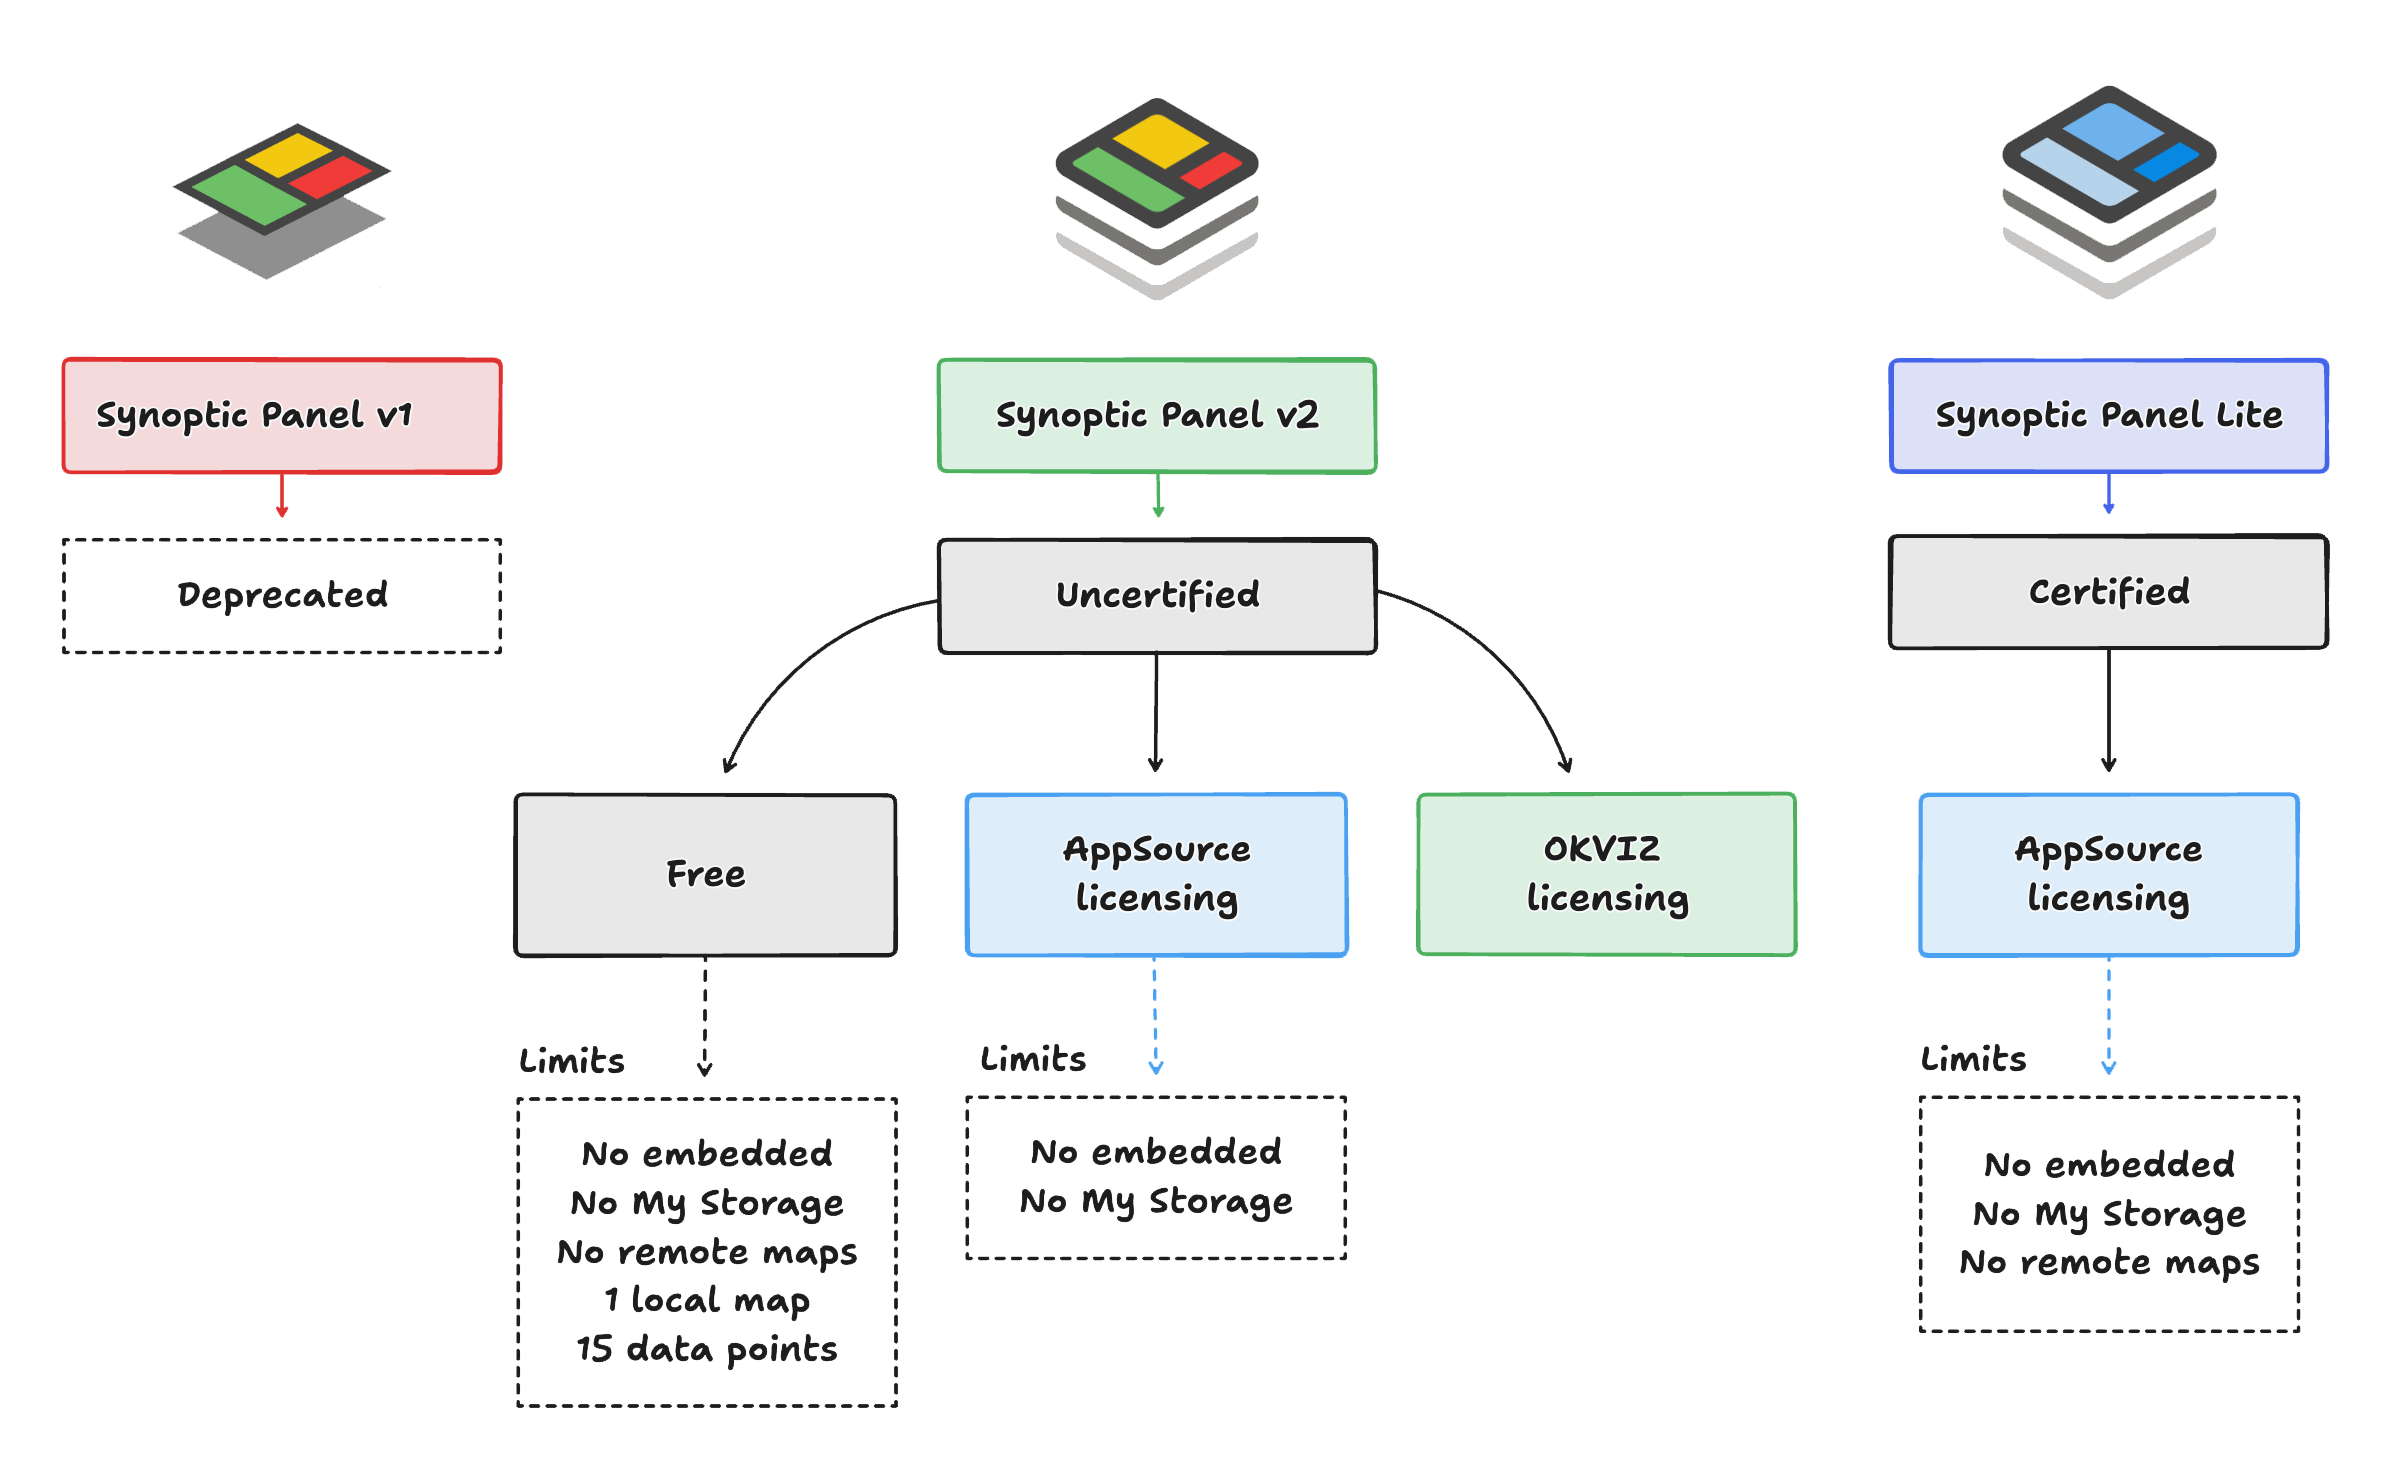 Synoptic Panel v1
Synoptic Panel v2
Synoptic Panel Lite
Deprecated
Uncertified
Certified
Free
AppSource
licensing
OKVIZ
licensing
AppSource
licensing
Limits
No embedded
No My Storage
No remote maps
1 local map
15 data points
Limits
No embedded
No My Storage
Limits
No embedded
No My Storage
No remote maps